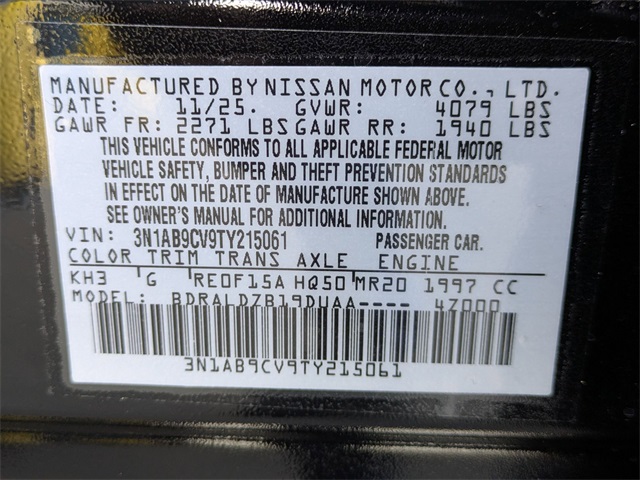 MANUFACTURED BY NISSAN MOTOR CO., LTD.
DATE: 11/25. GVWR: 4079 LBS
GAWR FR: 2271 LBS GAWR RR: 1940 LBS
THIS VEHICLE CONFORMS TO ALL APPLICABLE FEDERAL MOTOR
VEHICLE SAFETY, BUMPER AND THEFT PREVENTION STANDARDS
IN EFFECT ON THE DATE OF MANUFACTURE SHOWN ABOVE.
SEE OWNER'S MANUAL FOR ADDITIONAL INFORMATION.
VIN: 3N1AB9CV9TY215061 PASSENGER CAR.
COLOR TRIM TRANS AXLE ENGINE
KH3 G RE0F15A HQ50 MR20 1997 CC
MODEL: BDRALDZB19DUAA---- 4Z000
3N1AB9CV9TY215061